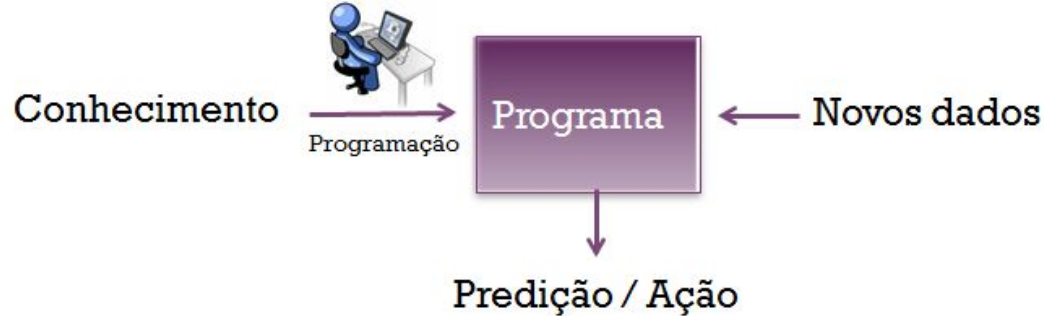 Conhecimento
Programação
Programa
Novos dados
Predição / Ação